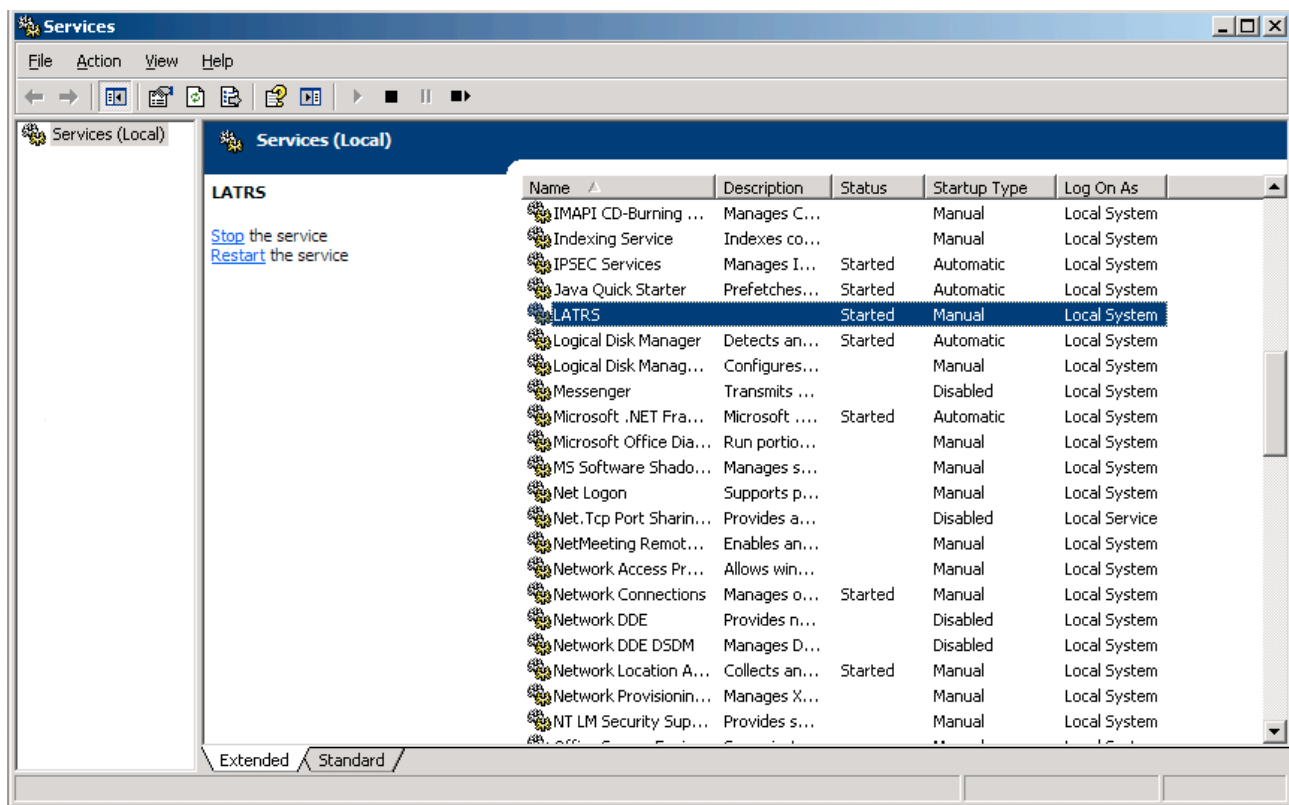 Services
File Action View Help
Services (Local)
Services (Local)
LATRS
Stop the service
Restart the service
Name Description Status Startup Type Log On As
IMAPI CD-Burning ... Manages C... Manual Local System
Indexing Service Indexes co... Manual Local System
IPSEC Services Manages I... Started Automatic Local System
Java Quick Starter Prefetches... Started Automatic Local System
LATRS Started Manual Local System
Logical Disk Manager Detects an... Started Automatic Local System
Logical Disk Manag... Configures... Manual Local System
Messenger Transmits ... Disabled Local System
Microsoft .NET Fra... Microsoft .... Started Automatic Local System
Microsoft Office Dia... Run portio... Manual Local System
MS Software Shado... Manages s... Manual Local System
Net Logon Supports p... Manual Local System
Net.Tcp Port Sharin... Provides a... Disabled Local Service
NetMeeting Remot... Enables an... Manual Local System
Network Access Pr... Allows win... Manual Local System
Network Connections Manages o... Started Manual Local System
Network DDE Provides n... Disabled Local System
Network DDE DSDM Manages D... Disabled Local System
Network Location A... Collects an... Started Manual Local System
Network Provisionin... Manages X... Manual Local System
NT LM Security Sup... Provides s... Manual Local System
Extended Standard